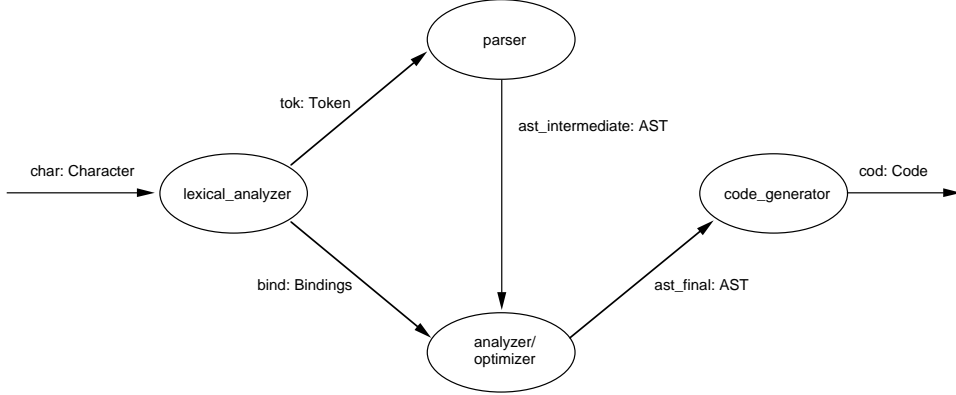 parser
tok: Token
ast_intermediate: AST
char: Character
cod: Code
lexical_analyzer
code_generator
bind: Bindings
ast_final: AST
analyzer/
optimizer